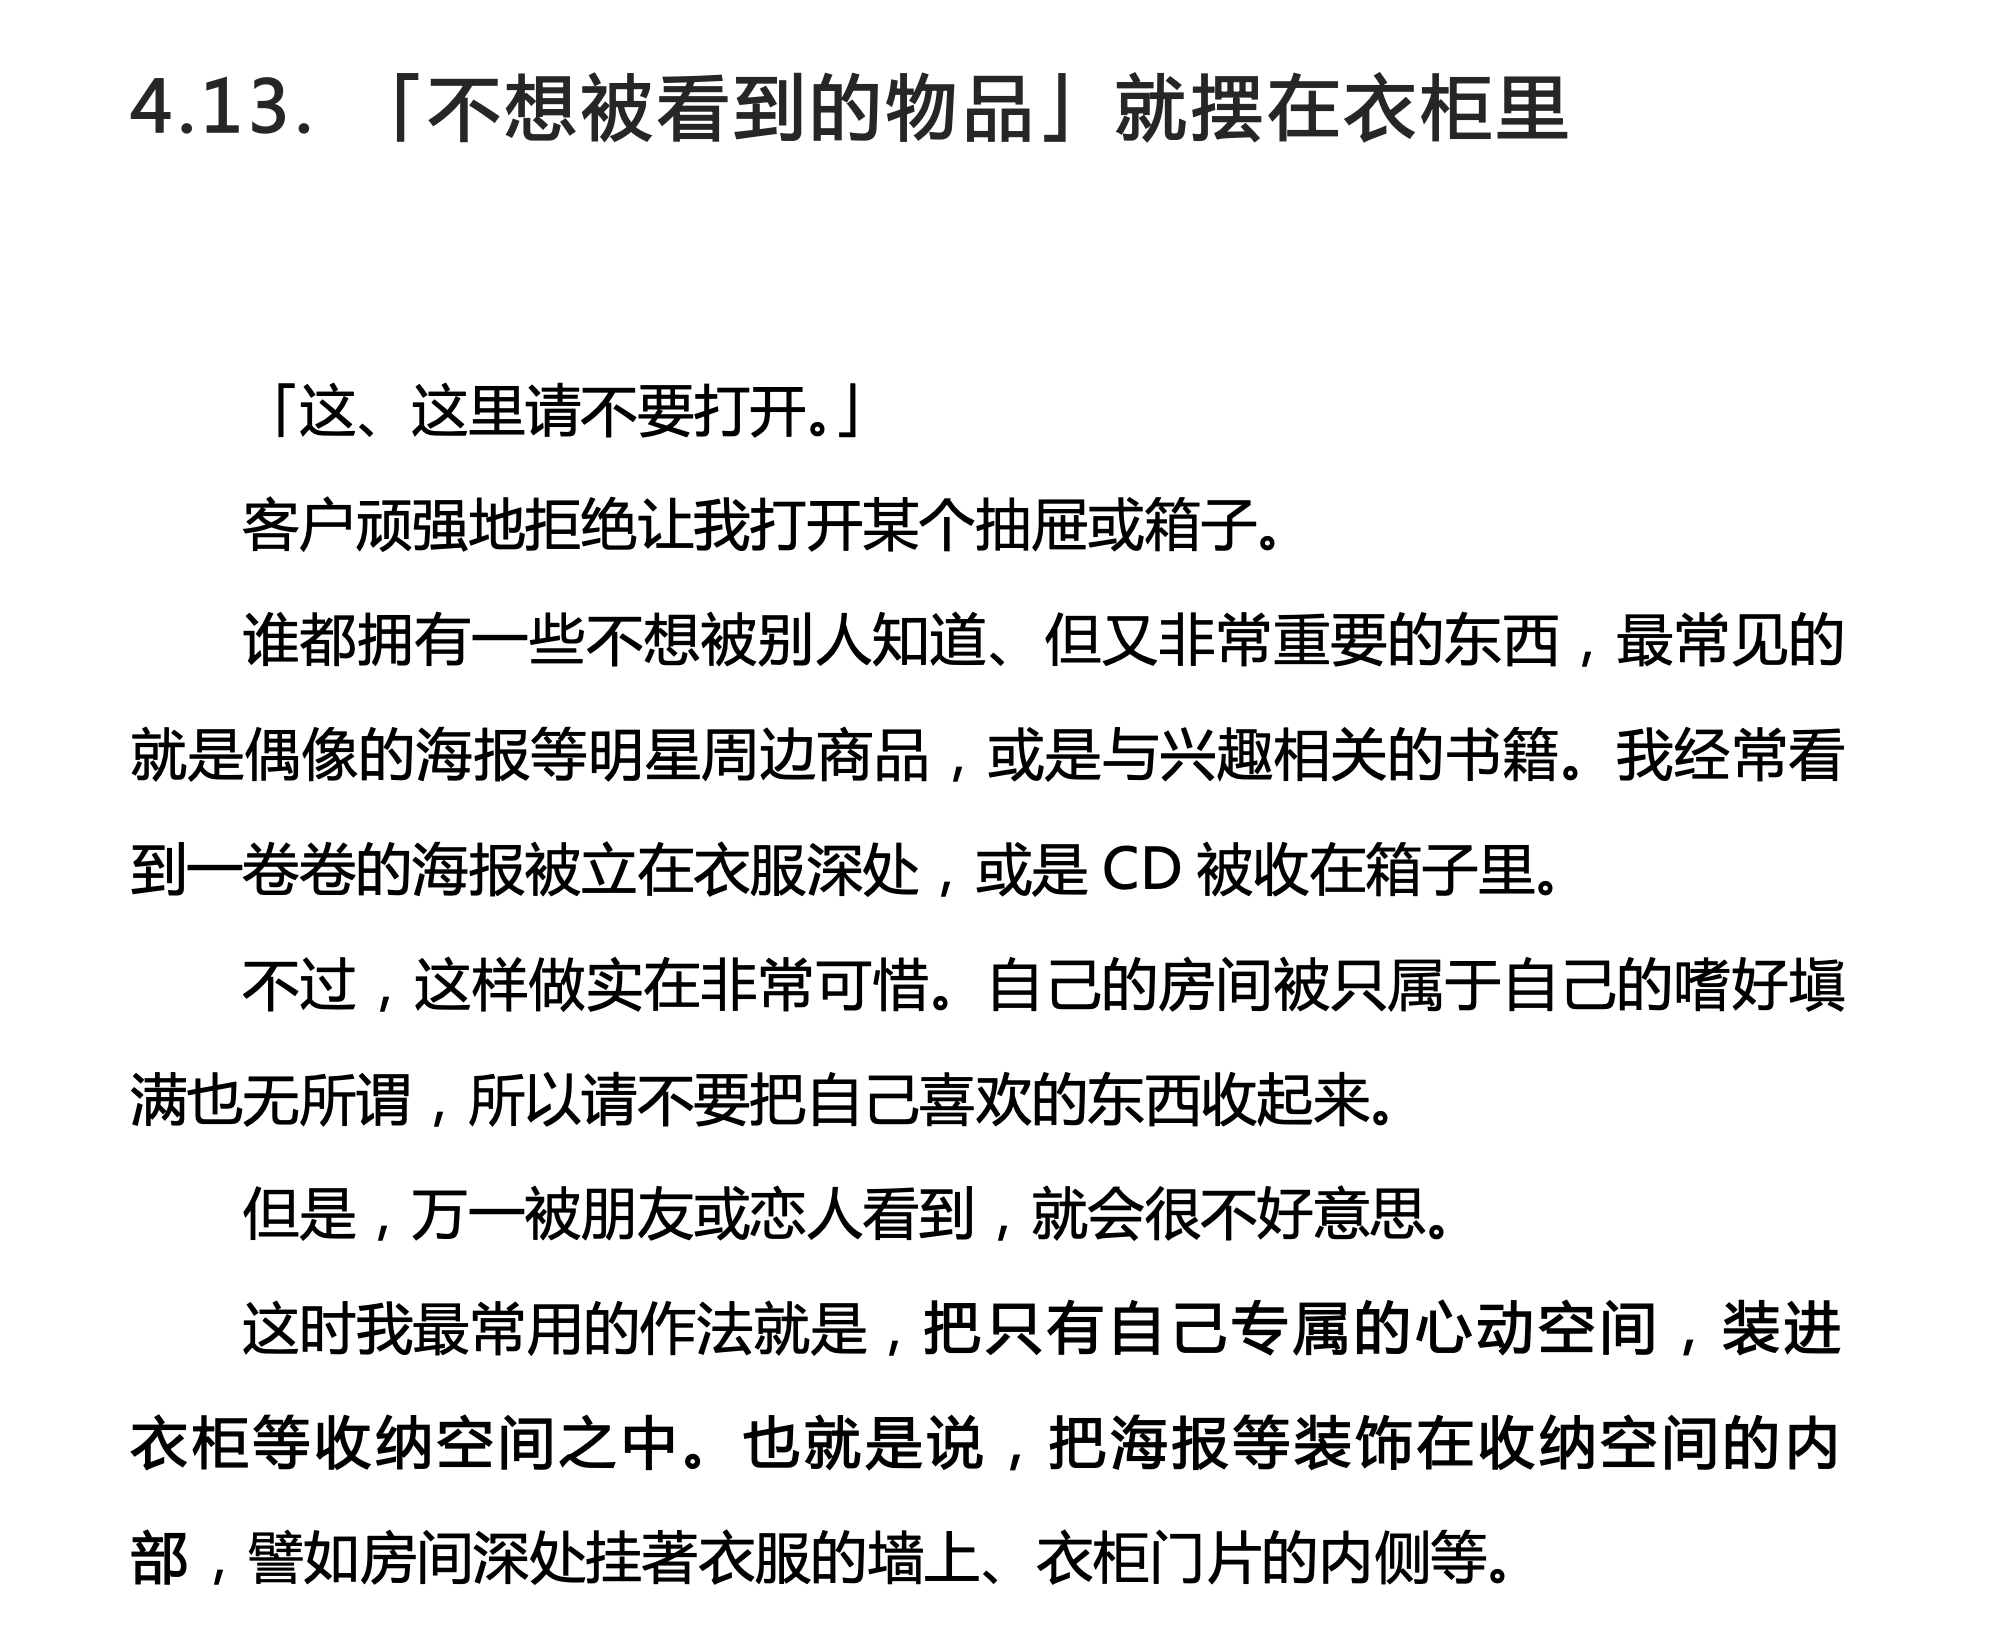 4.13. 「不想被看到的物品」就摆在衣柜里
「这、这里请不要打开。」
客户顽强地拒绝让我打开某个抽屉或箱子。
谁都拥有一些不想被别人知道、但又非常重要的东西，最常见的
就是偶像的海报等明星周边商品，或是与兴趣相关的书籍。我经常看
到一卷卷的海报被立在衣服深处，或是 CD 被收在箱子里。
不过，这样做实在非常可惜。自己的房间被只属于自己的嗜好塡
满也无所谓，所以请不要把自己喜欢的东西收起来。
但是，万一被朋友或恋人看到，就会很不好意思。
这时我最常用的作法就是，把只有自己专属的心动空间，装进
衣柜等收纳空间之中。也就是说，把海报等装饰在收纳空间的内
部，譬如房间深处挂著衣服的墙上、衣柜门片的内侧等。